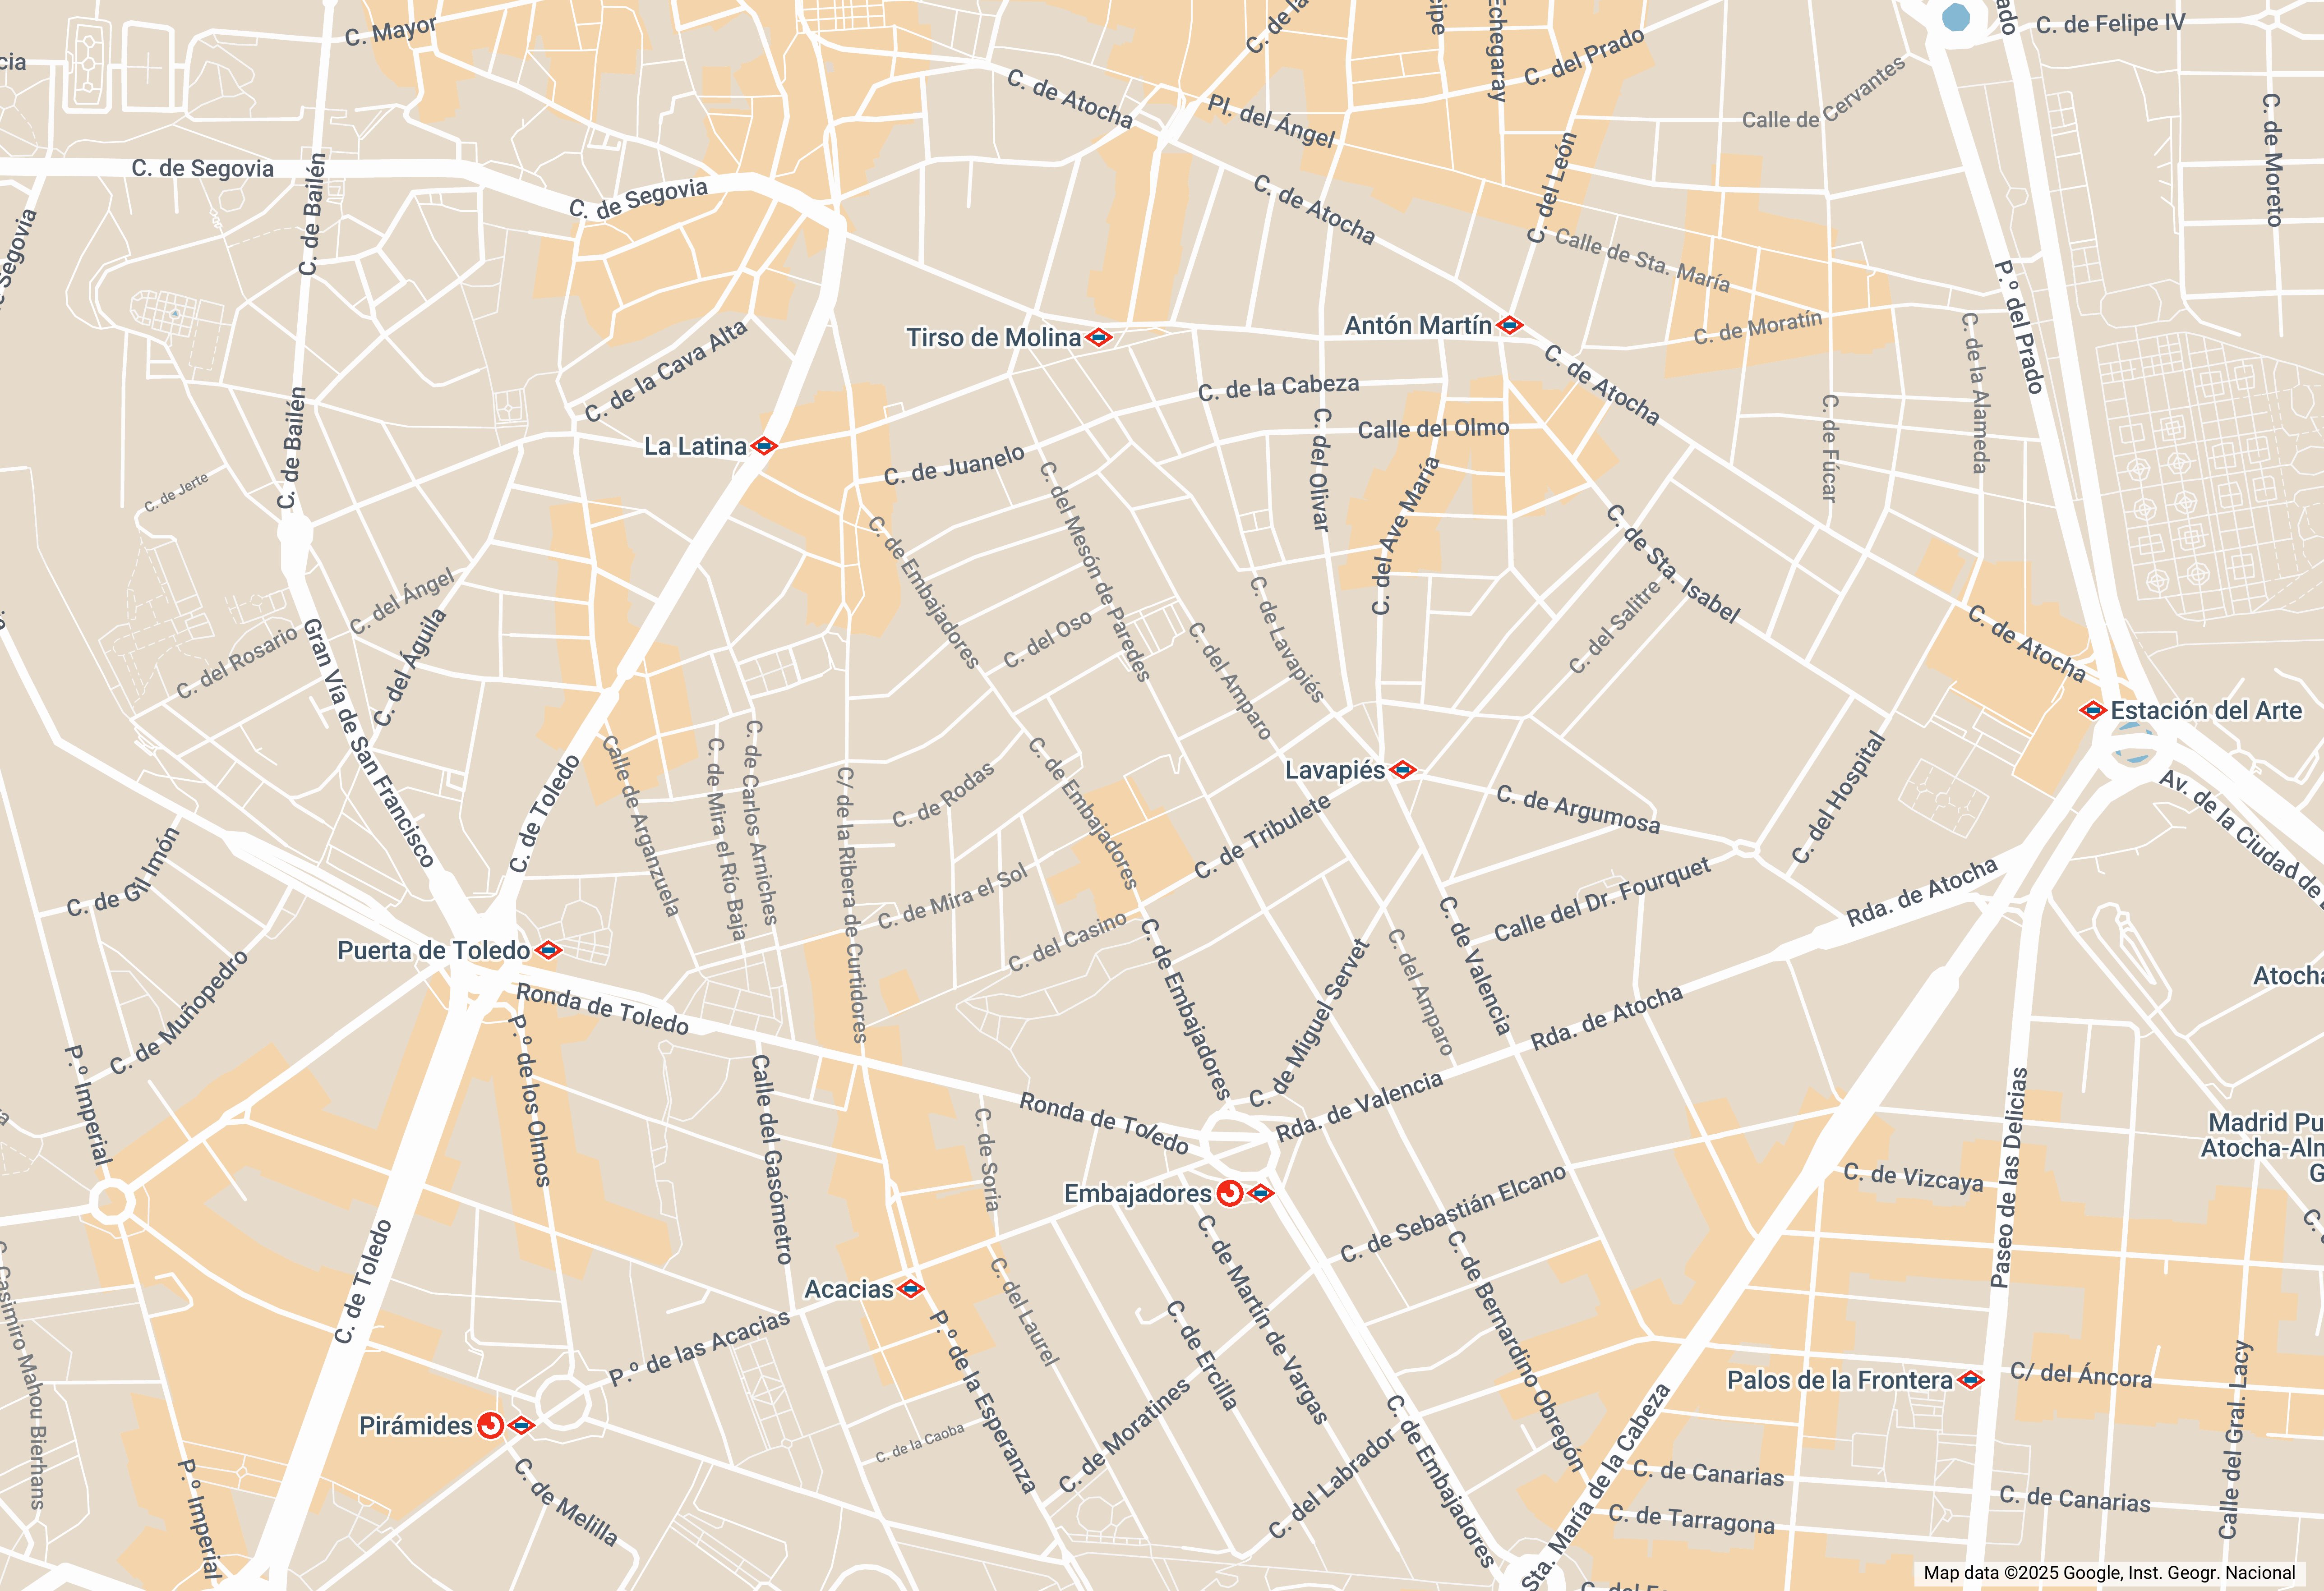 C. Mayor
C. de la
cipe
Echegaray
C. del Prado
ado
C. de Felipe IV
cia
C. de Atocha
Pl. del Ángel
Calle de Cervantes
C. de Moreto
C. de Segovia
C. de Bailén
C. de Segovia
C. de Atocha
C. del León
Calle de Sta. María
Segovia
P.º del Prado
Tirso de Molina
Antón Martín
C. de Moratín
C. de la Alameda
C. de la Cava Alta
C. de la Cabeza
C. de Atocha
C. de Bailén
La Latina
C. de Juanelo
C. del Olivar
Calle del Olmo
C. de Fúcar
C. de Jerte
C. del Mesón de Paredes
C. del Ave María
C. de Embajadores
C. de Sta. Isabel
C. del Ángel
C. del Águila
C. del Rosario
C. del Oso
C. de Lavapiés
C. del Salitre
C. de Atocha
Gran Vía de San Francisco
C. del Amparo
Estación del Arte
C. de Toledo
Calle de Arganzuela
C. de Mira el Río Baja
C. de Carlos Arniches
C/ de la Ribera de Curtidores
C. de Rodas
C. de Embajadores
Lavapiés
C. de Argumosa
C. del Hospital
Av. de la Ciudad de
C. de Gil Imón
C. de Tribulete
C. de Mira el Sol
C. del Casino
Calle del Dr. Fourquet
Rda. de Atocha
Puerta de Toledo
C. de Muñopedro
C. de Embajadores
C. de Miguel Servet
C. del Amparo
C. de Valencia
Atocha
Ronda de Toledo
Rda. de Atocha
P.º Imperial
P.º de los Olmos
Calle del Gasómetro
Ronda de Toledo
C. de Soria
Rda. de Valencia
Paseo de las Delicias
Madrid Pu
Atocha-Alm
G
Embajadores
C. de Sebastián Elcano
C. de Vizcaya
C. de Toledo
Acacias
C. del Laurel
C. de Martín de Vargas
C. de Bernardino Obregón
C. Casimiro Mahou Bierhans
P.º de las Acacias
P.º de la Esperanza
C. de Ercilla
Palos de la Frontera
C/ del Áncora
Calle del Gral. Lacy
Pirámides
C. de la Caoba
C. de Moratines
C. de Embajadores
C. del Labrador
Sta. María de la Cabeza
C. de Canarias
C. de Canarias
P.º Imperial
C. de Melilla
C. de Tarragona
Map data ©2025 Google, Inst. Geogr. Nacional